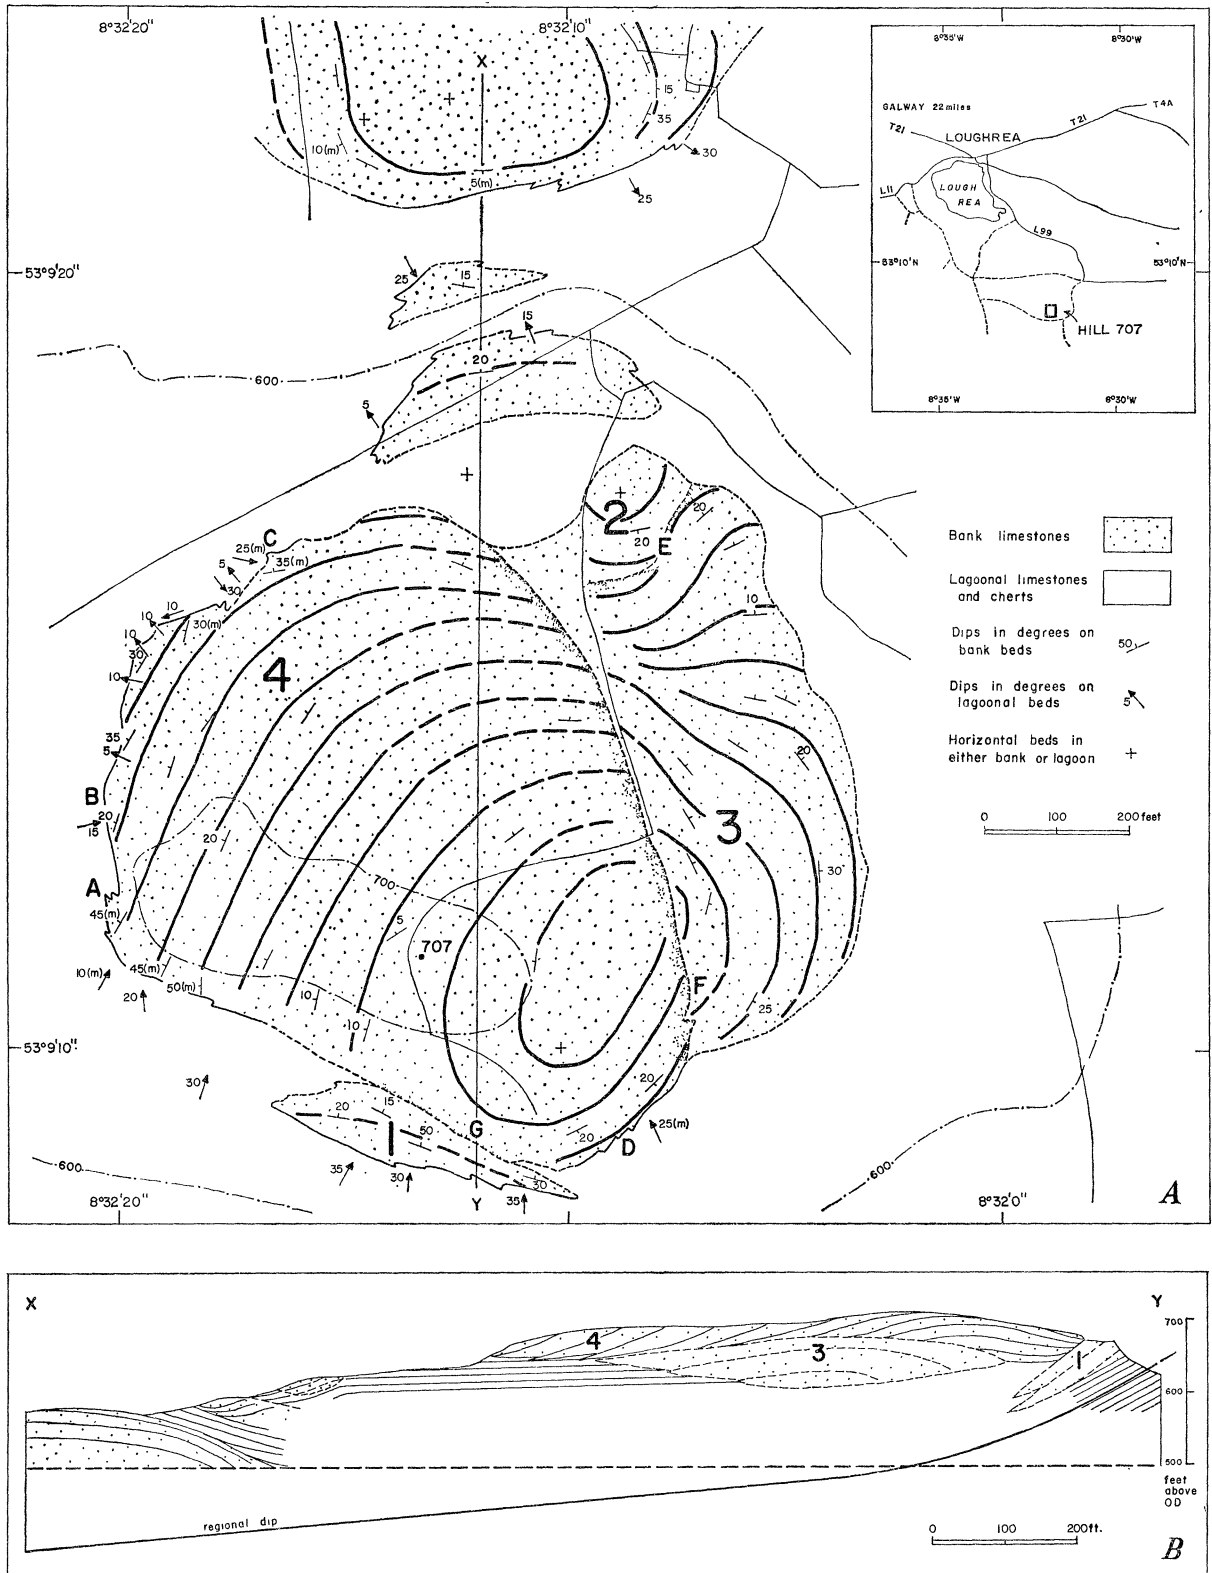 8°32'20"
8°32'10"
X
15
35
10(m)
5(m)
30
25
8°35'W
8°30'W
GALWAY 22 miles
T21
T21
T4A
LOUGHREA
L11
LOUGH
REA
L99
53°10'N
53°10'N
HILL 707
8°35'W
8°30'W
53°9'20"
25
15
15
600
20
5
2
20
20
E
C
25(m)
35(m)
5
30
10
30(m)
10
30
10
4
10
35
5
B
20
15
20
3
20
30
700
A
45(m)
5
707
45(m)
10(m)
50(m)
20
10
10
F
25
53°9'10"
30
20
15
20
1
50
G
20
D
25(m)
600
35
30
35
30
600
8°32'20"
Y
8°32'0"
A
Bank limestones
Lagoonal limestones
and cherts
Dips in degrees on
bank beds
50
Dips in degrees on
lagoonal beds
5
Horizontal beds in
either bank or lagoon
0 100 200 feet
X
Y
4
3
1
700
600
500
feet
above
OD
regional dip
0 100 200ft.
B